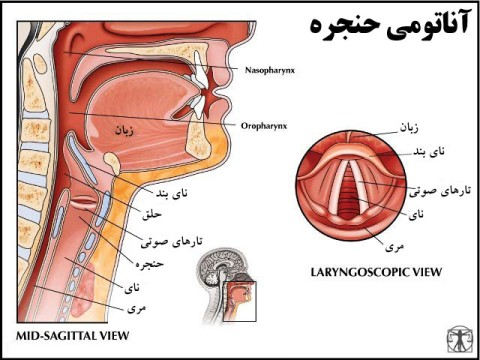 آناتومی حنجره
Nasopharynx
Oropharynx
زبان
نای بند
حلق
تارهای صوتی
حنجره
نای
مری
MID-SAGITTAL VIEW
زبان
نای بند
تارهای صوتی
نای
مری
LARYNGOSCOPIC VIEW